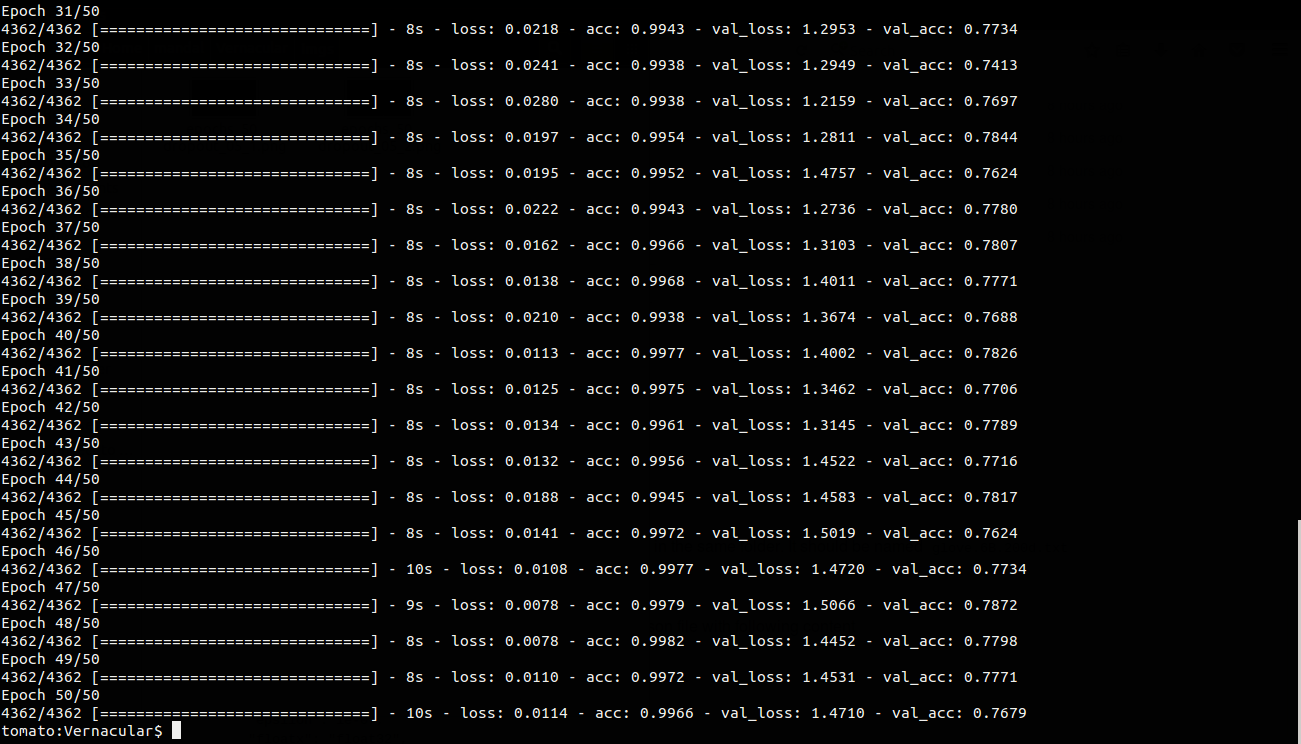 Epoch 31/50
4362/4362 [==============================] - 8s - loss: 0.0218 - acc: 0.9943 - val_loss: 1.2953 - val_acc: 0.7734
Epoch 32/50
4362/4362 [==============================] - 8s - loss: 0.0241 - acc: 0.9938 - val_loss: 1.2949 - val_acc: 0.7413
Epoch 33/50
4362/4362 [==============================] - 8s - loss: 0.0280 - acc: 0.9938 - val_loss: 1.2159 - val_acc: 0.7697
Epoch 34/50
4362/4362 [==============================] - 8s - loss: 0.0197 - acc: 0.9954 - val_loss: 1.2811 - val_acc: 0.7844
Epoch 35/50
4362/4362 [==============================] - 8s - loss: 0.0195 - acc: 0.9952 - val_loss: 1.4757 - val_acc: 0.7624
Epoch 36/50
4362/4362 [==============================] - 8s - loss: 0.0222 - acc: 0.9943 - val_loss: 1.2736 - val_acc: 0.7780
Epoch 37/50
4362/4362 [==============================] - 8s - loss: 0.0162 - acc: 0.9966 - val_loss: 1.3103 - val_acc: 0.7807
Epoch 38/50
4362/4362 [==============================] - 8s - loss: 0.0138 - acc: 0.9968 - val_loss: 1.4011 - val_acc: 0.7771
Epoch 39/50
4362/4362 [==============================] - 8s - loss: 0.0210 - acc: 0.9938 - val_loss: 1.3674 - val_acc: 0.7688
Epoch 40/50
4362/4362 [==============================] - 8s - loss: 0.0113 - acc: 0.9977 - val_loss: 1.4002 - val_acc: 0.7826
Epoch 41/50
4362/4362 [==============================] - 8s - loss: 0.0125 - acc: 0.9975 - val_loss: 1.3462 - val_acc: 0.7706
Epoch 42/50
4362/4362 [==============================] - 8s - loss: 0.0134 - acc: 0.9961 - val_loss: 1.3145 - val_acc: 0.7789
Epoch 43/50
4362/4362 [==============================] - 8s - loss: 0.0132 - acc: 0.9956 - val_loss: 1.4522 - val_acc: 0.7716
Epoch 44/50
4362/4362 [==============================] - 8s - loss: 0.0188 - acc: 0.9945 - val_loss: 1.4583 - val_acc: 0.7817
Epoch 45/50
4362/4362 [==============================] - 8s - loss: 0.0141 - acc: 0.9972 - val_loss: 1.5019 - val_acc: 0.7624
Epoch 46/50
4362/4362 [==============================] - 10s - loss: 0.0108 - acc: 0.9977 - val_loss: 1.4720 - val_acc: 0.7734
Epoch 47/50
4362/4362 [==============================] - 9s - loss: 0.0078 - acc: 0.9979 - val_loss: 1.5066 - val_acc: 0.7872
Epoch 48/50
4362/4362 [==============================] - 8s - loss: 0.0078 - acc: 0.9982 - val_loss: 1.4452 - val_acc: 0.7798
Epoch 49/50
4362/4362 [==============================] - 8s - loss: 0.0110 - acc: 0.9972 - val_loss: 1.4531 - val_acc: 0.7771
Epoch 50/50
4362/4362 [==============================] - 10s - loss: 0.0114 - acc: 0.9966 - val_loss: 1.4710 - val_acc: 0.7679
tomato:Vernacular$